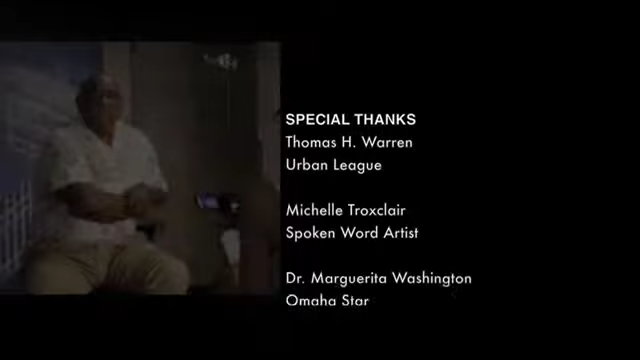 SPECIAL THANKS
Thomas H. Warren
Urban League
Michelle Troxclair
Spoken Word Artist
Dr. Marguerita Washington
Omaha Star